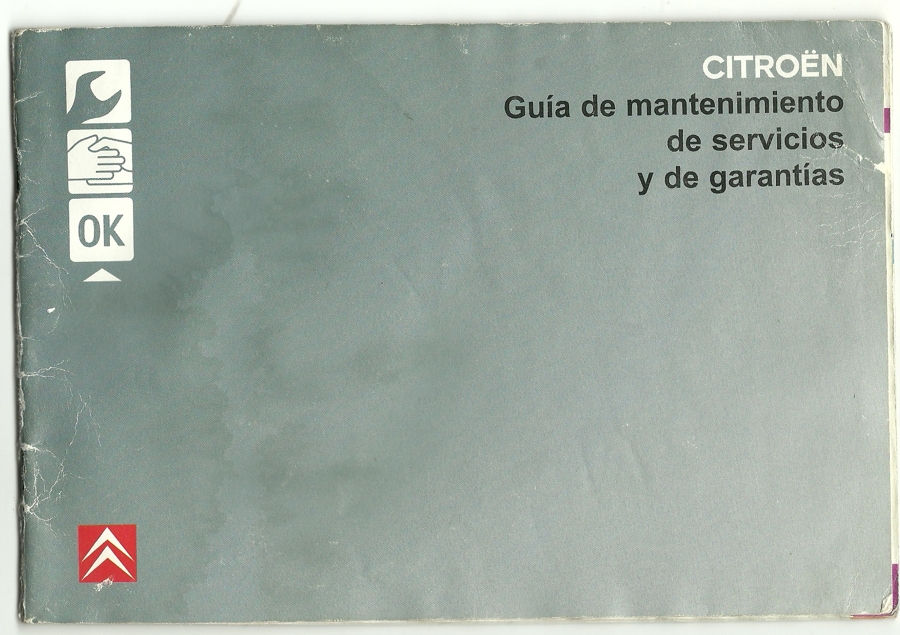 CITROËN
Guía de mantenimiento
de servicios
y de garantías
OK